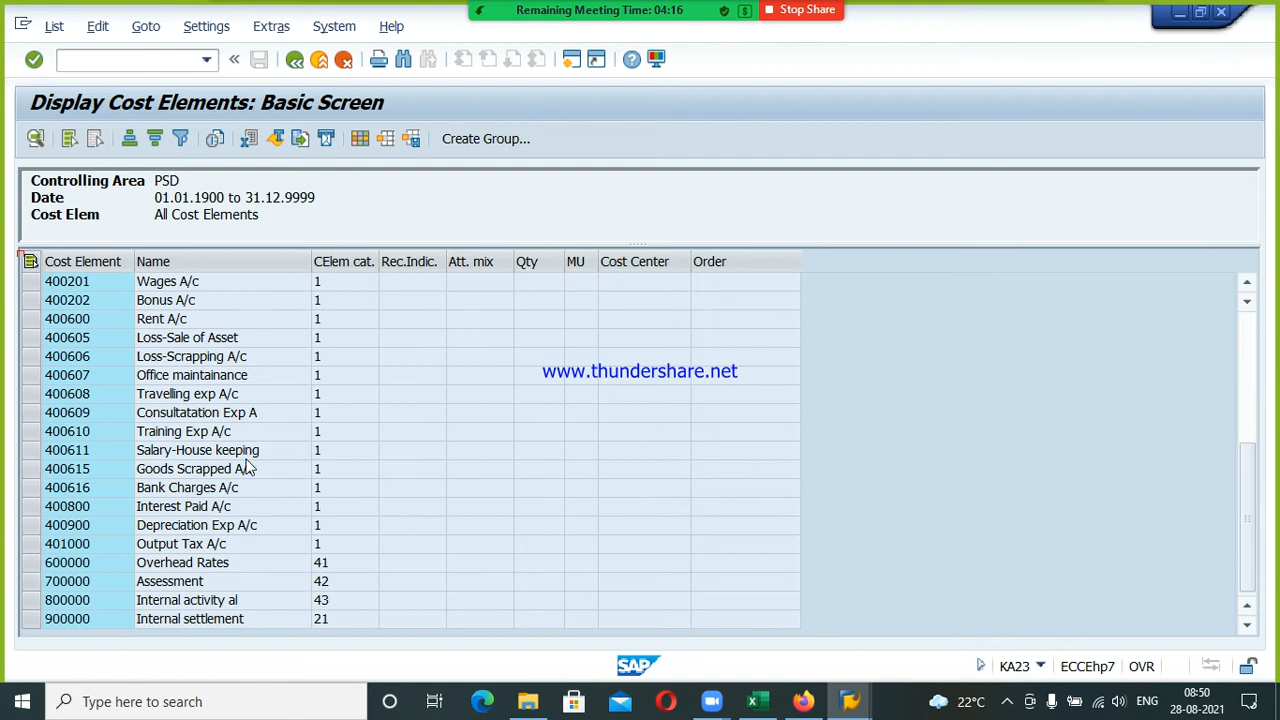 Remaining Meeting Time: 04:16 Stop Share
List Edit Goto Settings Extras System Help
Display Cost Elements: Basic Screen
Create Group...
Controlling Area PSD
Date 01.01.1900 to 31.12.9999
Cost Elem All Cost Elements
Cost Element Name CElem cat. Rec.Indic. Att. mix Qty MU Cost Center Order
400201 Wages A/c 1
400202 Bonus A/c 1
400600 Rent A/c 1
400605 Loss-Sale of Asset 1
400606 Loss-Scrapping A/c 1
www.thundershare.net
400607 Office maintainance 1
400608 Travelling exp A/c 1
400609 Consultatation Exp A 1
400610 Training Exp A/c 1
400611 Salary-House keeping 1
400615 Goods Scrapped A/c 1
400616 Bank Charges A/c 1
400800 Interest Paid A/c 1
400900 Depreciation Exp A/c 1
401000 Output Tax A/c 1
600000 Overhead Rates 41
700000 Assessment 42
800000 Internal activity al 43
900000 Internal settlement 21
SAP KA23 ECCEhp7 OVR
Type here to search 22°C ENG 08:50
28-08-2021